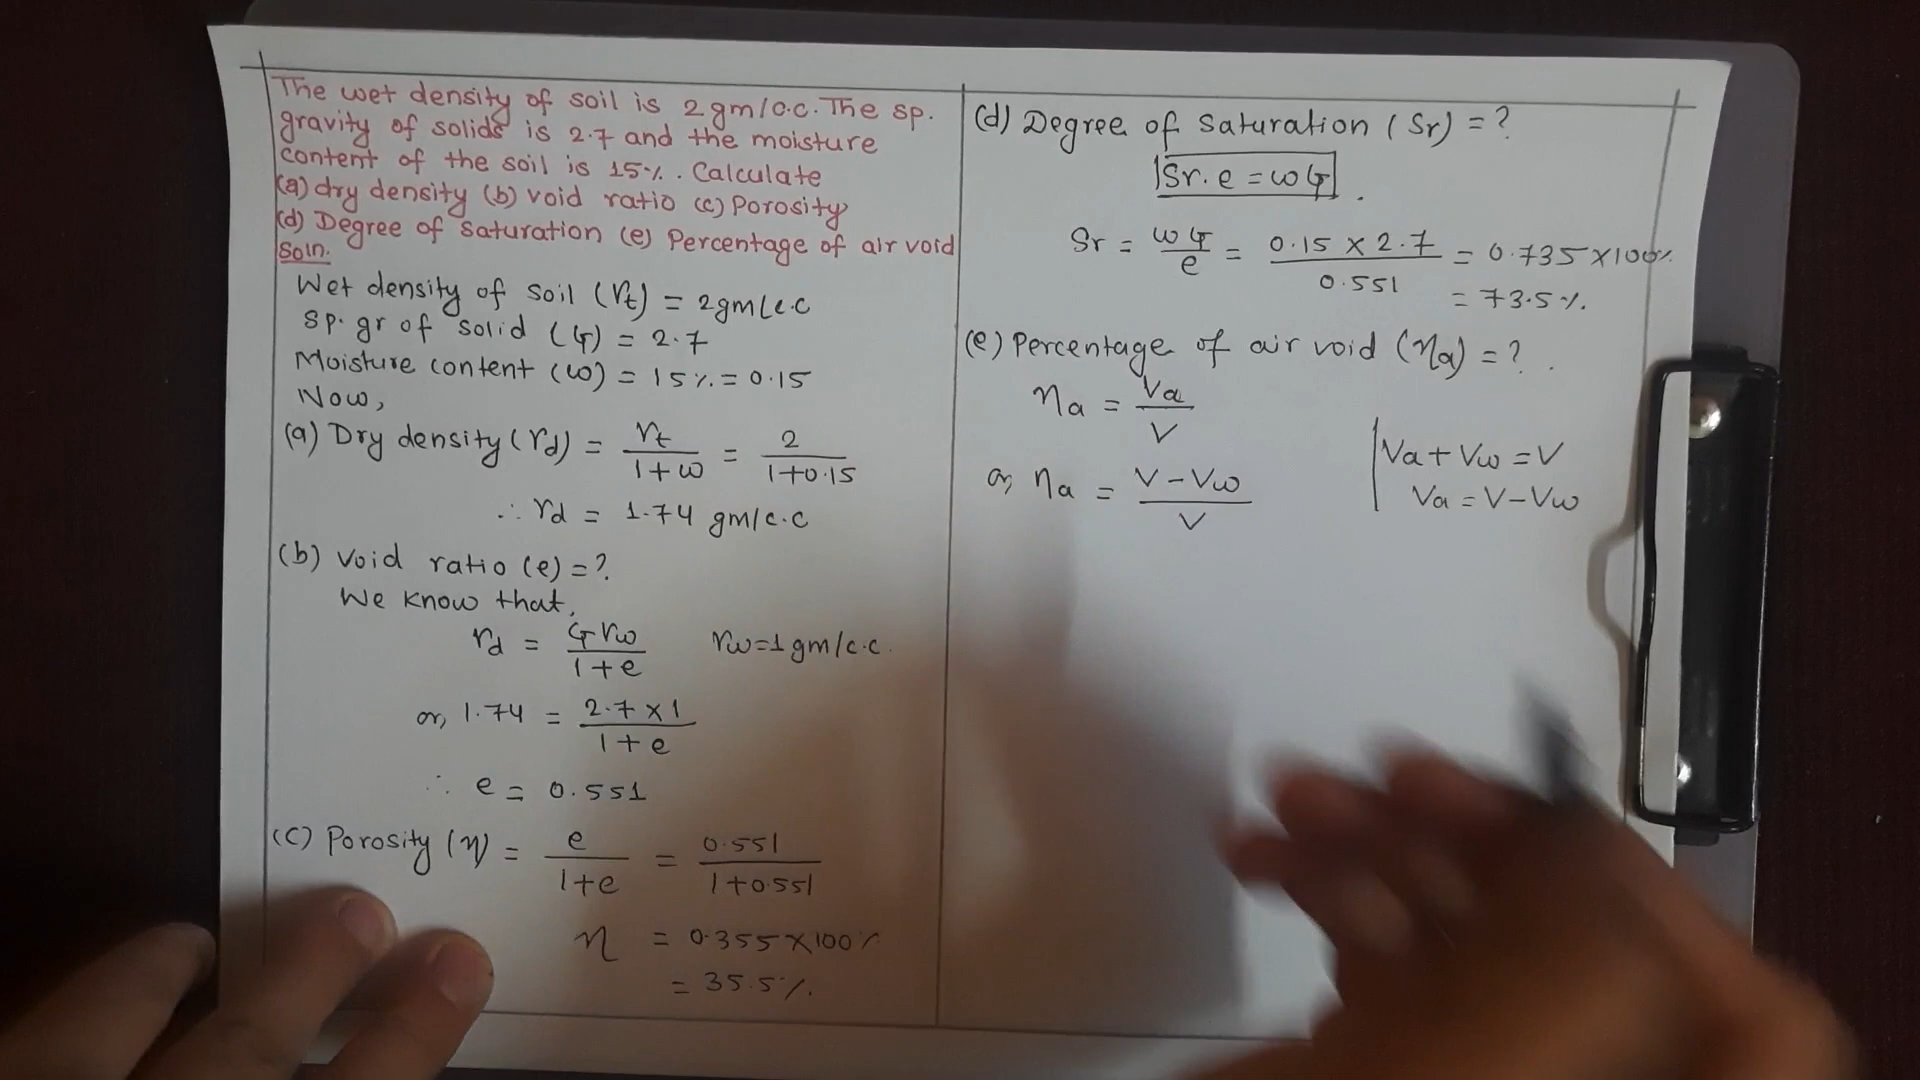 The wet density of soil is 2 gm/c.c. The sp.
gravity of solids is 2.7 and the moisture
content of the soil is 15%. Calculate
(a) dry density (b) void ratio (c) Porosity
(d) Degree of saturation (e) Percentage of air void
Soln.
Wet density of soil (γt) = 2gm/c.c
Sp. gr of solid (G) = 2.7
Moisture content (ω) = 15% = 0.15
Now,
(a) Dry density (γd) = γt / 1+ω = 2 / 1+0.15
∴ γd = 1.74 gm/c.c
(b) Void ratio (e) = ?
We know that,
γd = Gγω / 1+e γω=1gm/c.c.
or, 1.74 = 2.7×1 / 1+e
∴ e = 0.551
(C) Porosity (η) = e / 1+e = 0.551 / 1+0.551
η = 0.355×100%
= 35.5%.
(d) Degree of Saturation (Sr) = ?
Sr.e = ωG
Sr = ωG / e = 0.15 × 2.7 / 0.551 = 0.735×100%
= 73.5%.
(e) Percentage of air void (ηa) = ?
ηa = Va / V
or, ηa = V-Vω / V
Va + Vω = V
Va = V-Vω